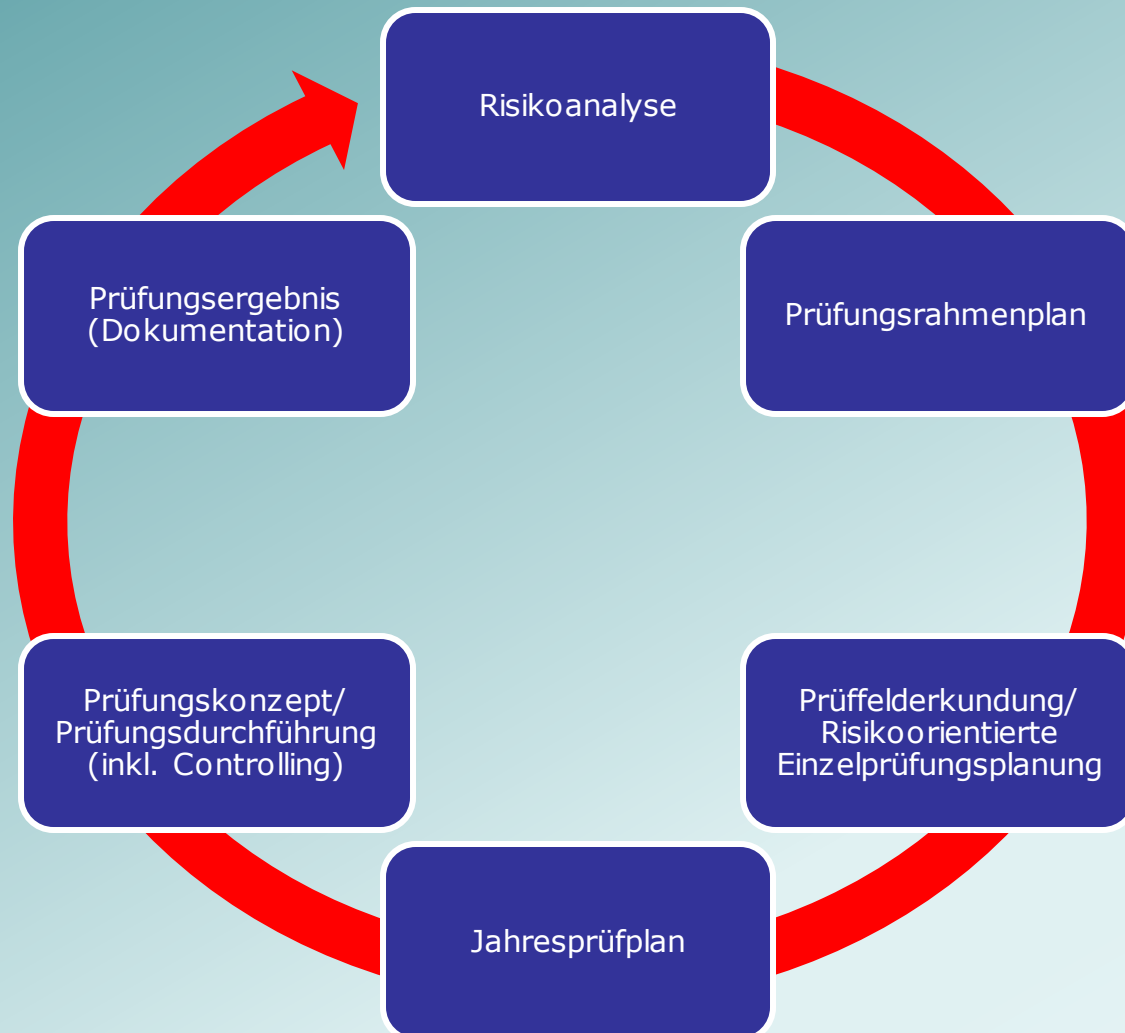 Risikoanalyse
Prüfungsrahmenplan
Prüffelderkundung/
Risikoorientierte
Einzelprüfungsplanung
Jahresprüfplan
Prüfungskonzept/
Prüfungsdurchführung
(inkl. Controlling)
Prüfungsergebnis
(Dokumentation)